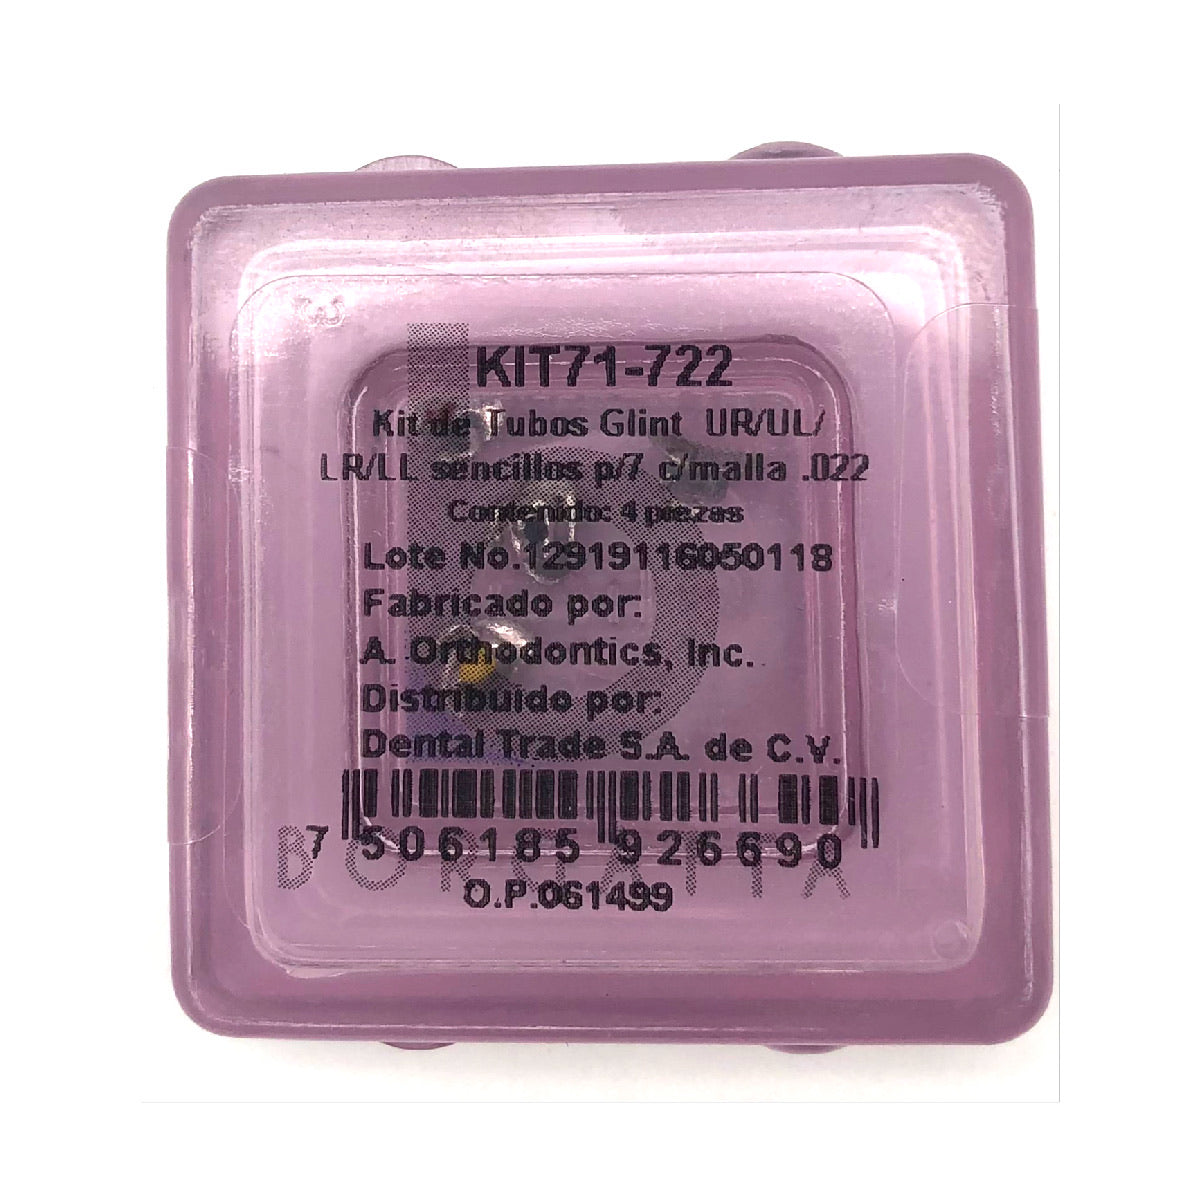 KIT71-722
Kit de Tubos Glint UR/UL/
LR/LL sencillos p/7 c/malla .022
Contenido: 4 piezas
Lote No.12919116050118
Fabricado por:
A. Orthodontics, Inc.
Distribuido por:
Dental Trade S.A. de C.V.
7 506185 926690
BORGATTA
O.P.061499